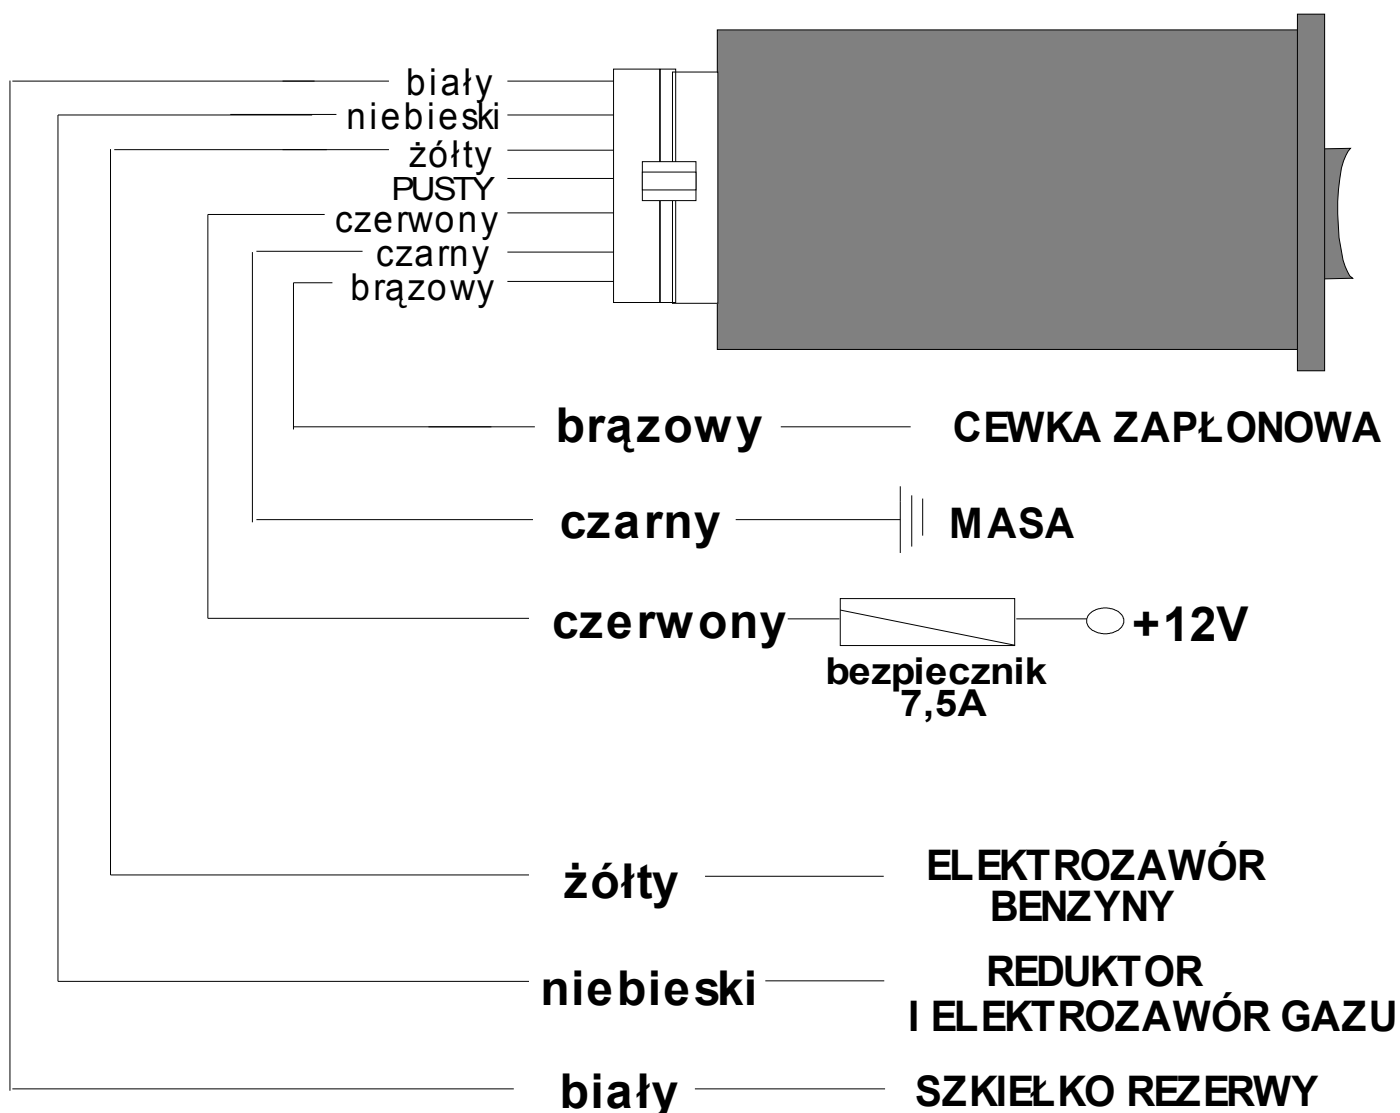 biały
niebieski
żółty
PUSTY
czerwony
czarny
brązowy
brązowy CEWKA ZAPŁONOWA
czarny MASA
czerwony +12V
bezpiecznik
7,5A
żółty ELEKTROZAWÓR
BENZYNY
niebieski REDUKTOR
I ELEKTROZAWÓR GAZU
biały SZKIEŁKO REZERWY